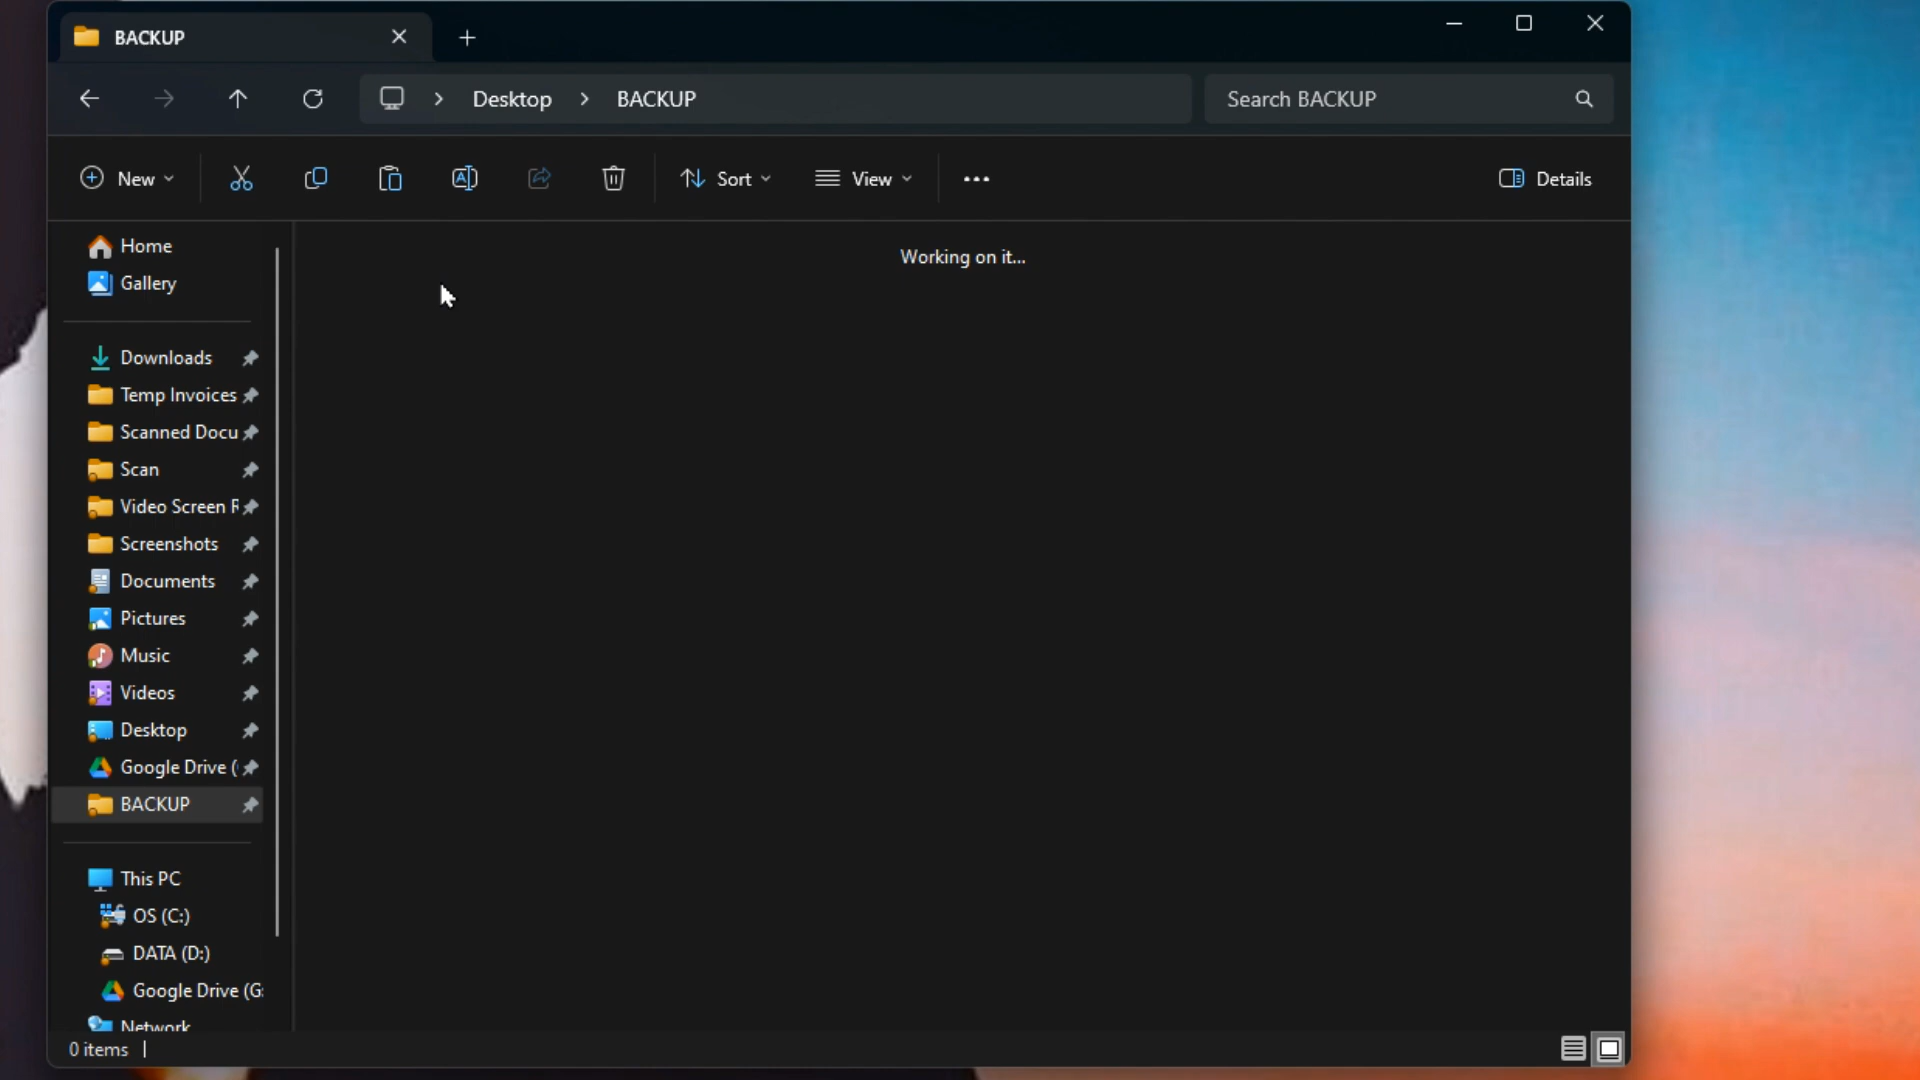 BACKUP
Desktop
BACKUP
Search BACKUP
New
Sort
View
Details
Home
Gallery
Working on it...
Downloads
Temp Invoices
Scanned Docu
Scan
Video Screen R
Screenshots
Documents
Pictures
Music
Videos
Desktop
Google Drive (
BACKUP
This PC
OS (C:)
DATA (D:)
Google Drive (G:
Network
0 items